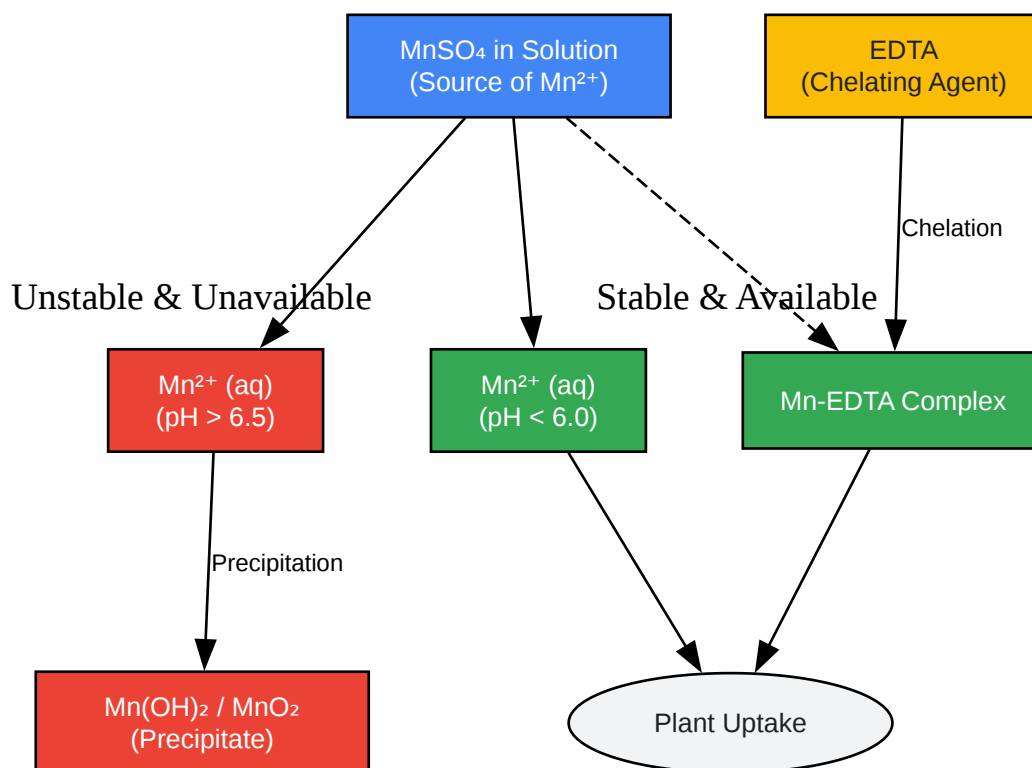 MnSO₄ in Solution
(Source of Mn²⁺)
EDTA
(Chelating Agent)
Chelation
Unstable & Unavailable
Stable & Available
Mn²⁺ (aq)
(pH > 6.5)
Mn²⁺ (aq)
(pH < 6.0)
Mn-EDTA Complex
Precipitation
Mn(OH)₂ / MnO₂
(Precipitate)
Plant Uptake